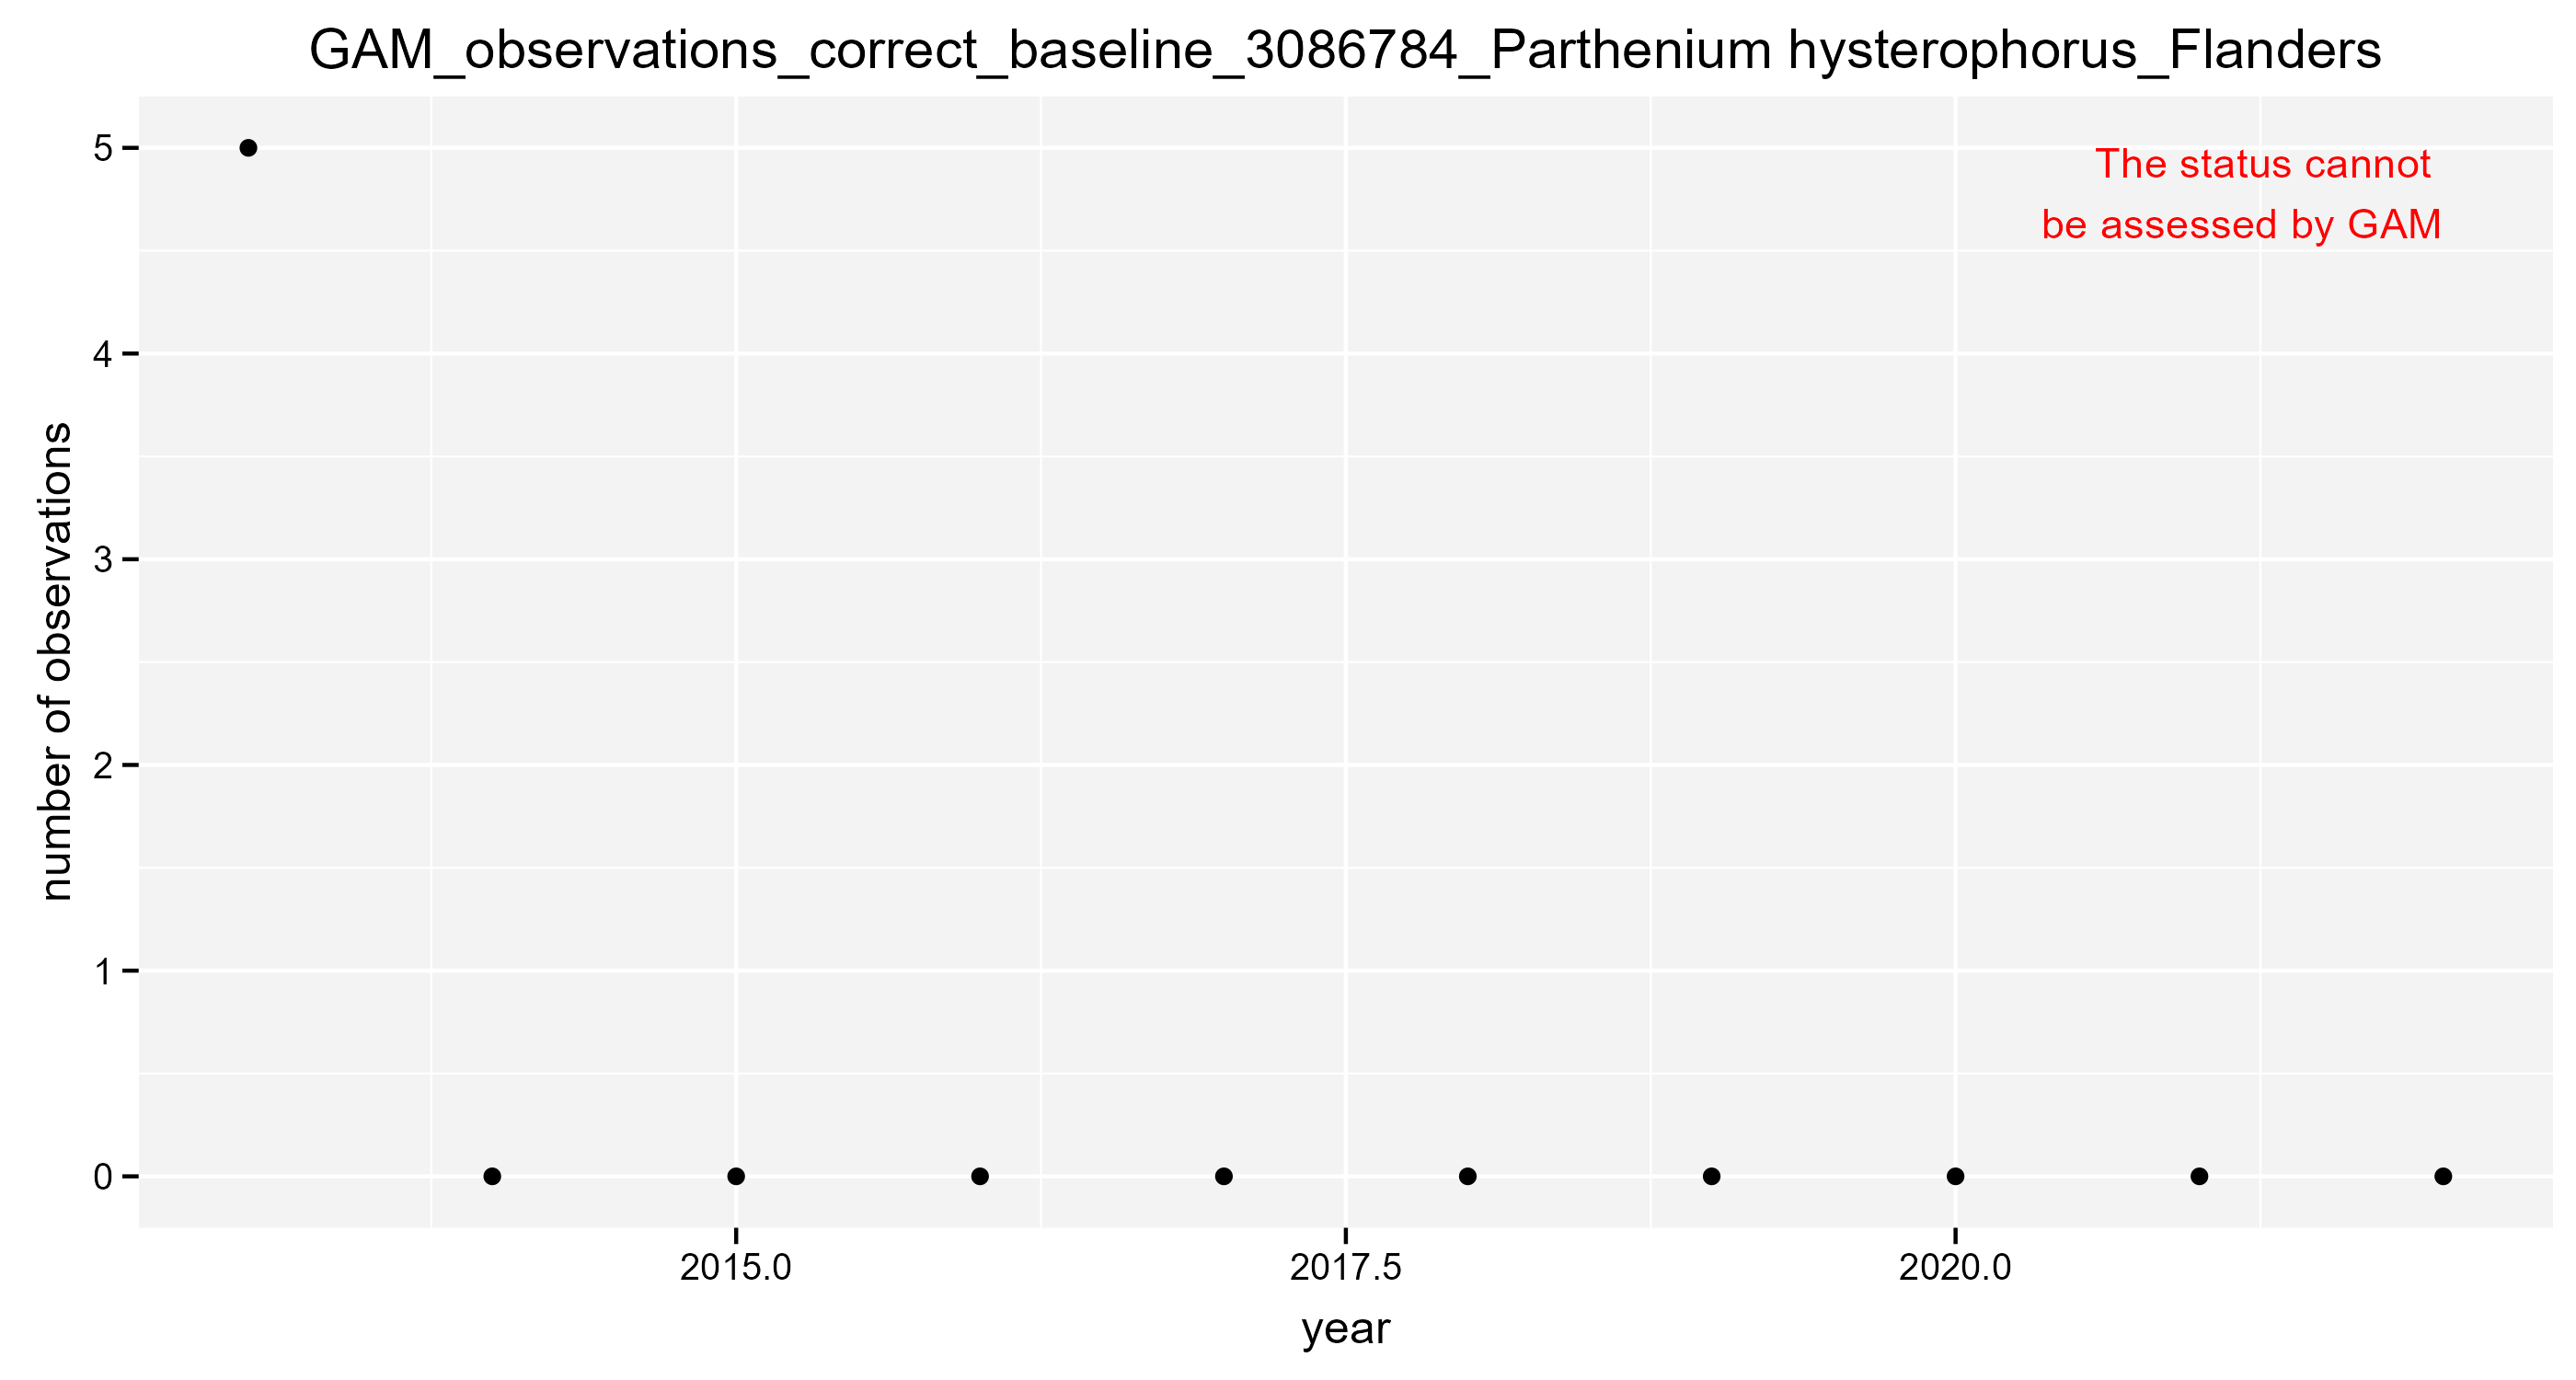 GAM_observations_correct_baseline_3086784_Parthenium hysterophorus_Flanders
The status cannot
be assessed by GAM
number of observations
5
4
3
2
1
0
2015.0
2017.5
2020.0
year